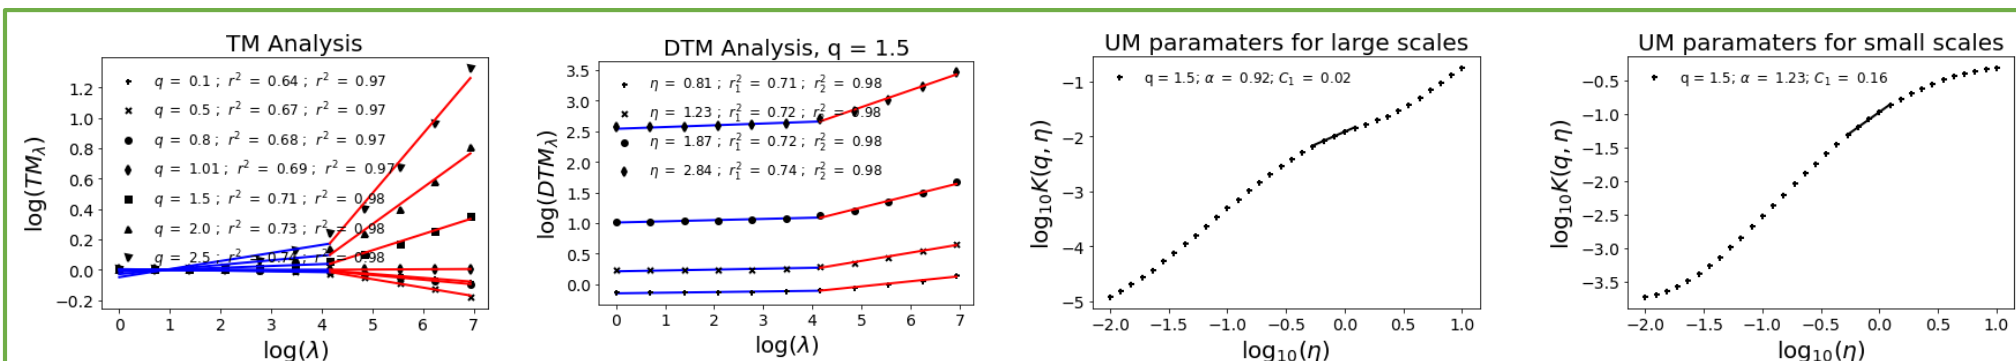 TM Analysis
q = 0.1 ; r² = 0.64 ; r² = 0.97
q = 0.5 ; r² = 0.67 ; r² = 0.97
q = 0.8 ; r² = 0.68 ; r² = 0.97
q = 1.01 ; r² = 0.69 ; r² = 0.97
q = 1.5 ; r² = 0.71 ; r² = 0.98
q = 2.0 ; r² = 0.73 ; r² = 0.98
q = 2.5 ; r² = 0.74 ; r² = 0.98
1.2
1.0
0.8
0.6
0.4
0.2
0.0
−0.2
log(TMλ)
0 1 2 3 4 5 6 7
log(λ)
DTM Analysis, q = 1.5
η = 0.81 ; r₁² = 0.71 ; r₂² = 0.98
η = 1.23 ; r₁² = 0.72 ; r₂² = 0.98
η = 1.87 ; r₁² = 0.72 ; r₂² = 0.98
η = 2.84 ; r₁² = 0.74 ; r₂² = 0.98
3.5
3.0
2.5
2.0
1.5
1.0
0.5
0.0
log(DTMλ)
0 1 2 3 4 5 6 7
log(λ)
UM paramaters for large scales
q = 1.5; α = 0.92; C₁ = 0.02
−1
−2
−3
−4
−5
log₁₀K(q, η)
−2.0 −1.5 −1.0 −0.5 0.0 0.5 1.0
log₁₀(η)
UM paramaters for small scales
q = 1.5; α = 1.23; C₁ = 0.16
−0.5
−1.0
−1.5
−2.0
−2.5
−3.0
−3.5
log₁₀K(q, η)
−2.0 −1.5 −1.0 −0.5 0.0 0.5 1.0
log₁₀(η)